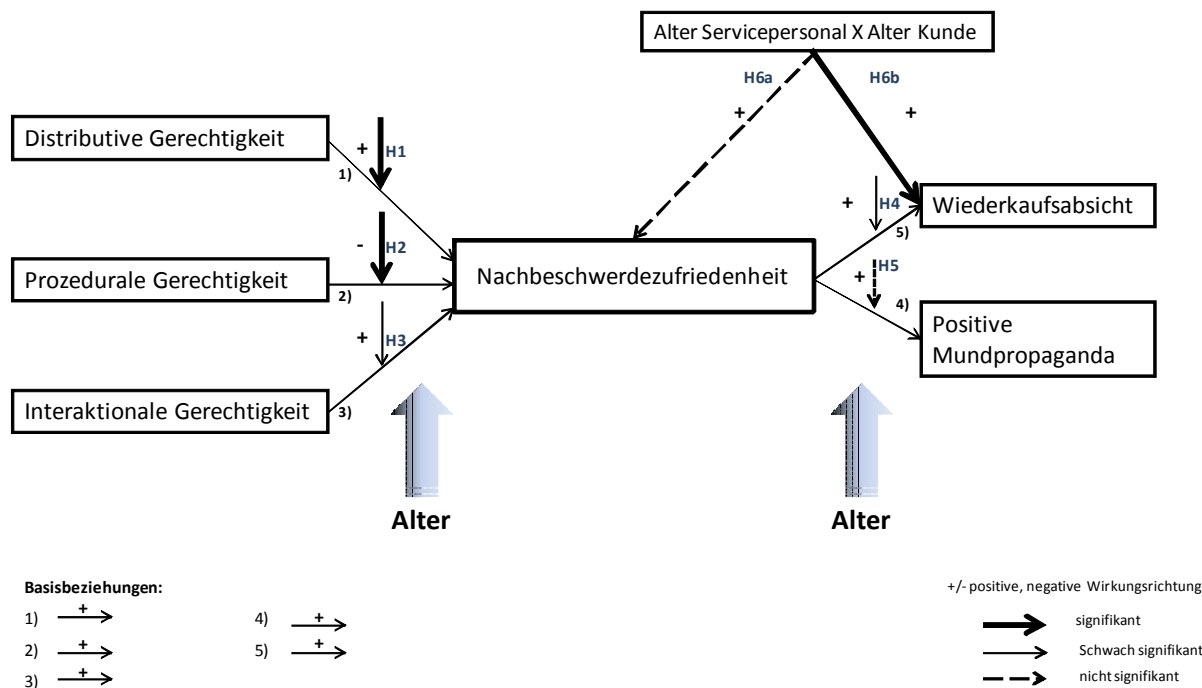 Alter Servicepersonal X Alter Kunde
H6a
H6b
+
+
Distributive Gerechtigkeit
+
H1
1)
Prozedurale Gerechtigkeit
-
H2
2)
Interaktionale Gerechtigkeit
+
H3
3)
Nachbeschwerdezufriedenheit
+
H4
5)
Wiederkaufsabsicht
+
H5
4)
Positive
Mundpropaganda
Alter
Alter
Basisbeziehungen:
1) +
2) +
3) +
4) +
5) +
+/- positive, negative Wirkungsrichtung
signifikant
Schwach signifikant
nicht signifikant